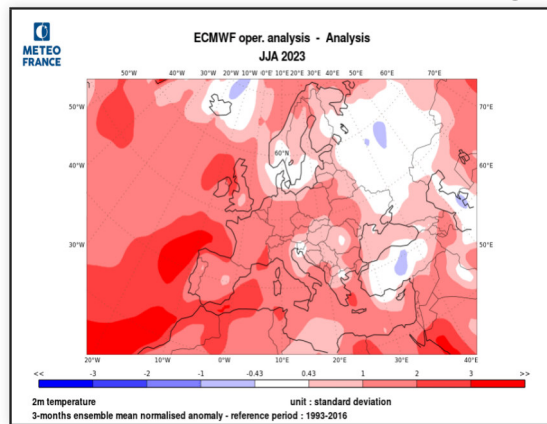 METEO
FRANCE
ECMWF oper. analysis - Analysis
JJA 2023
50°W 40°W 30°W 20°W 10°W 0°E 10°E 20°E 30°E 40°E 50°E 60°E 70°E
50°W 70°E
60°N
40°W 60°E
30°W 50°E
20°W 10°W 0°W 10°E 20°E 30°E 40°E
<< -3 -2 -1 -0.43 0.43 1 2 3 >>
2m temperature unit : standard deviation
3-months ensemble mean normalised anomaly - reference period : 1993-2016